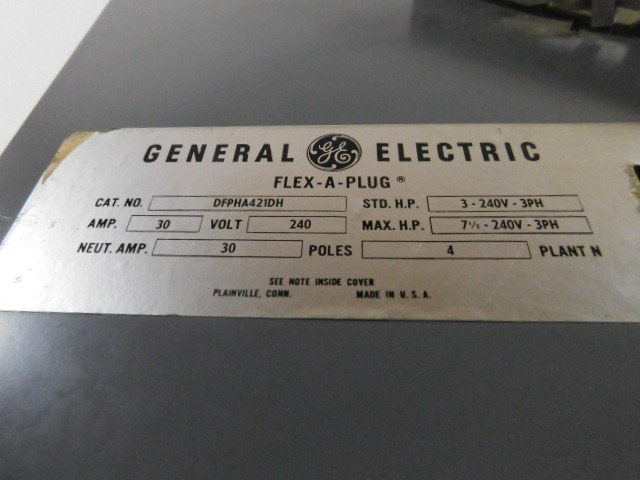 GENERAL GE ELECTRIC
FLEX-A-PLUG®
CAT. NO. DFPHA421DH STD. H.P. 3 - 240V - 3PH
AMP. 30 VOLT 240 MAX. H.P. 7½ - 240V - 3PH
NEUT. AMP. 30 POLES 4 PLANT N
SEE NOTE INSIDE COVER
PLAINVILLE, CONN. MADE IN U.S.A.